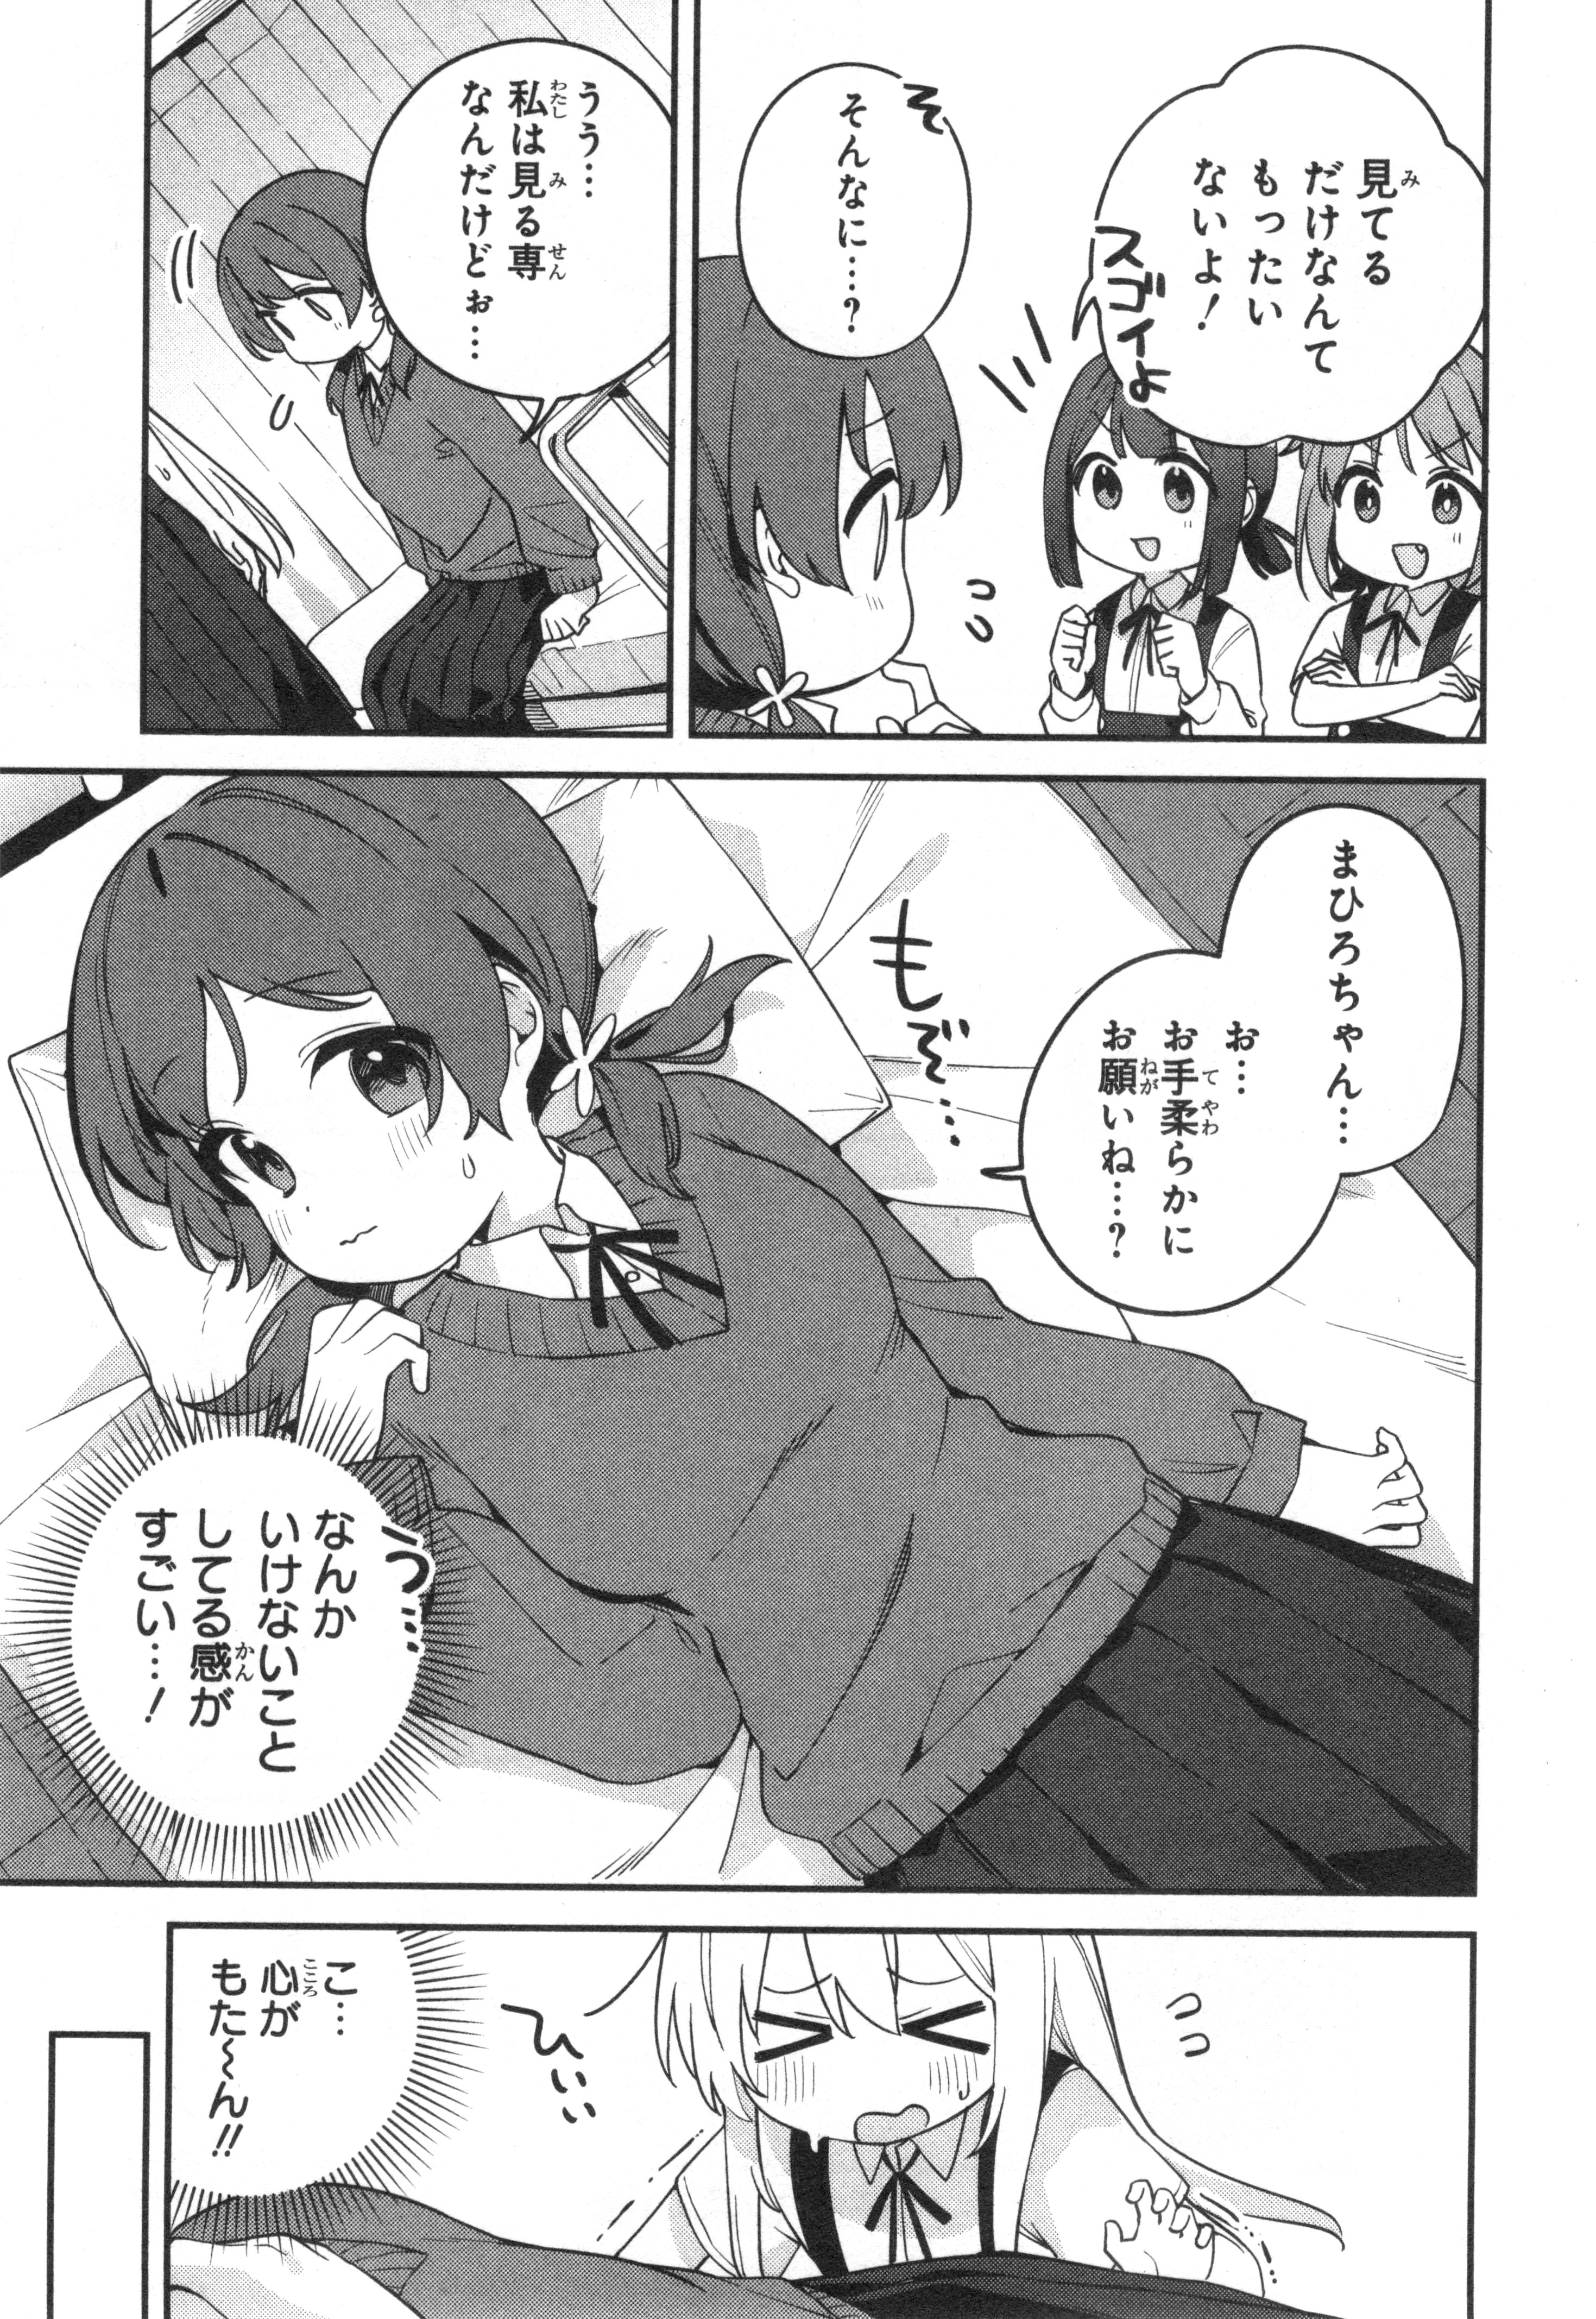 見てる
だけなんて
もったい
ないよ!
スゴイよ
そ
そんなに…?
うう…
私は見る専
なんだけどぉ…
まひろちゃん…
お…
お手柔らかに
お願いね…?
もぞ…
う…
なんか
いけないこと
してる感が
すごい…!
ひぃぃ
こ…
心が
もた〜ん!!